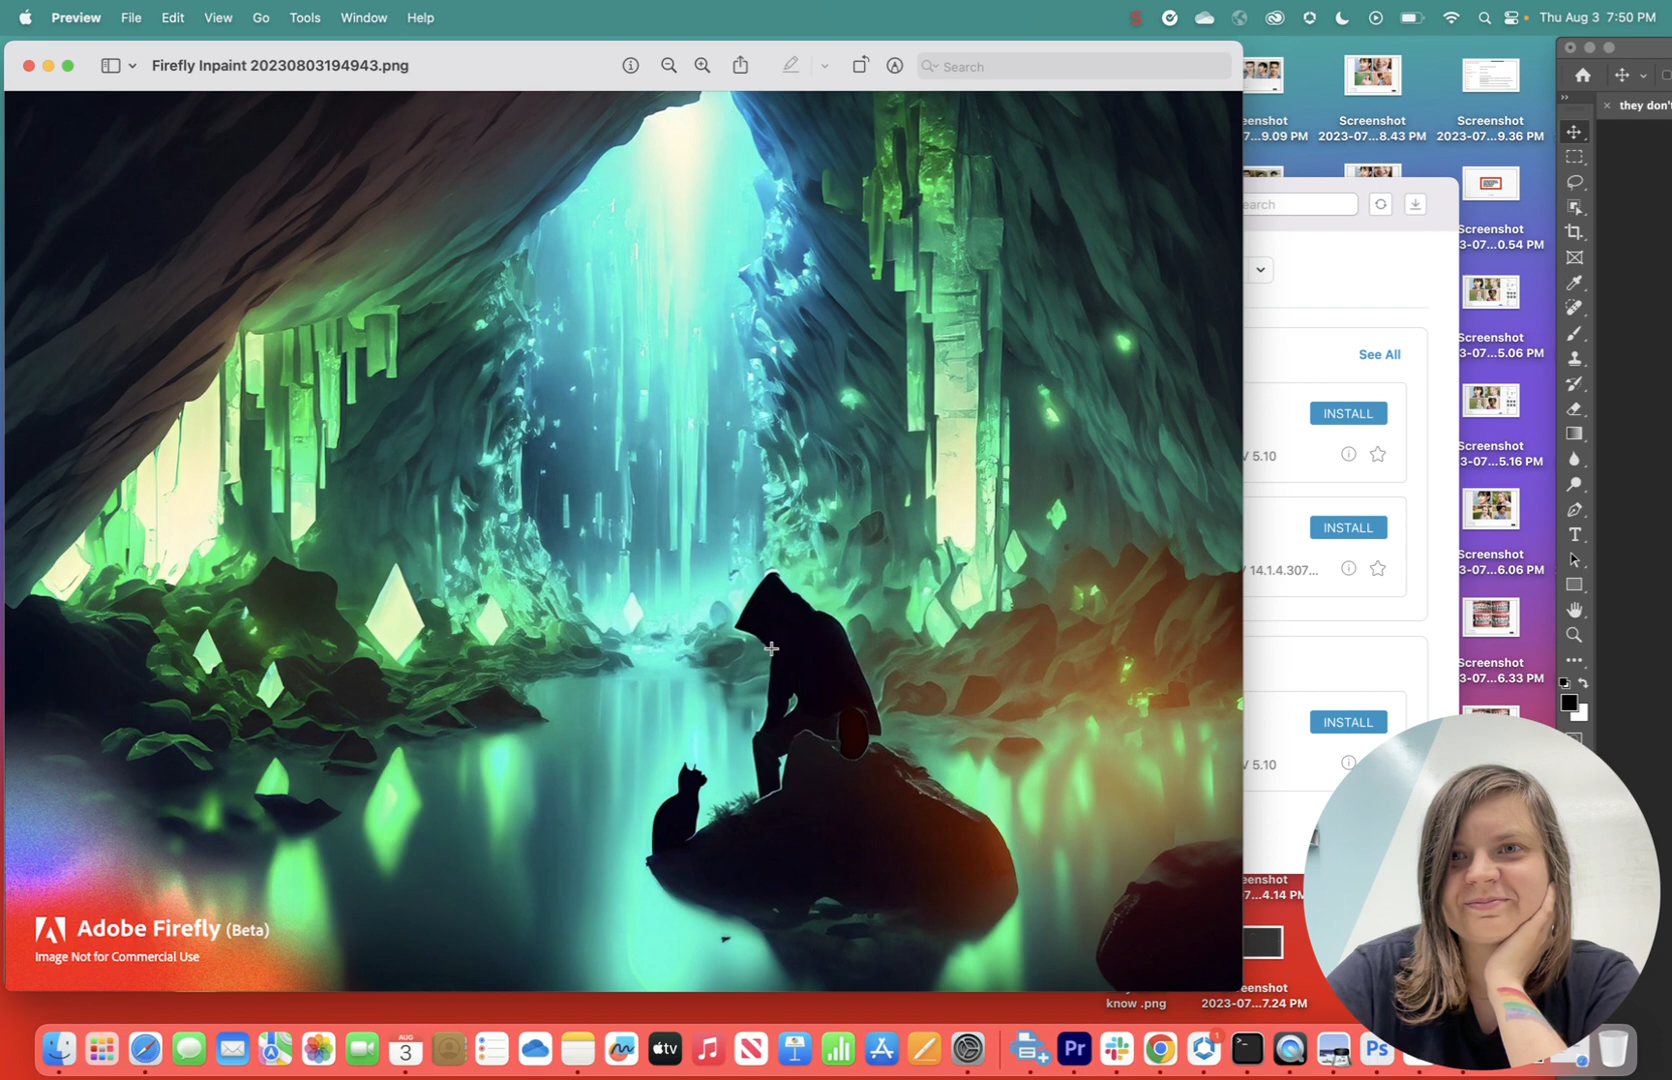 Preview File Edit View Go Tools Window Help
Thu Aug 3 7:50 PM
Firefly Inpaint 20230803194943.png
Search
enshot
7...9.09 PM
Screenshot
2023-07...8.43 PM
Screenshot
2023-07...9.36 PM
they don't
earch
Screenshot
3-07...0.54 PM
See All
Screenshot
3-07...5.06 PM
INSTALL
V 5.10
Screenshot
3-07...5.16 PM
INSTALL
V 14.1.4.307...
Screenshot
3-07...6.06 PM
Screenshot
3-07...6.33 PM
INSTALL
V 5.10
eenshot
7...4.14 PM
Adobe Firefly (Beta)
Image Not for Commercial Use
know .png
eenshot
2023-07...7.24 PM
AUG
3
tv
Pr
1
Ps